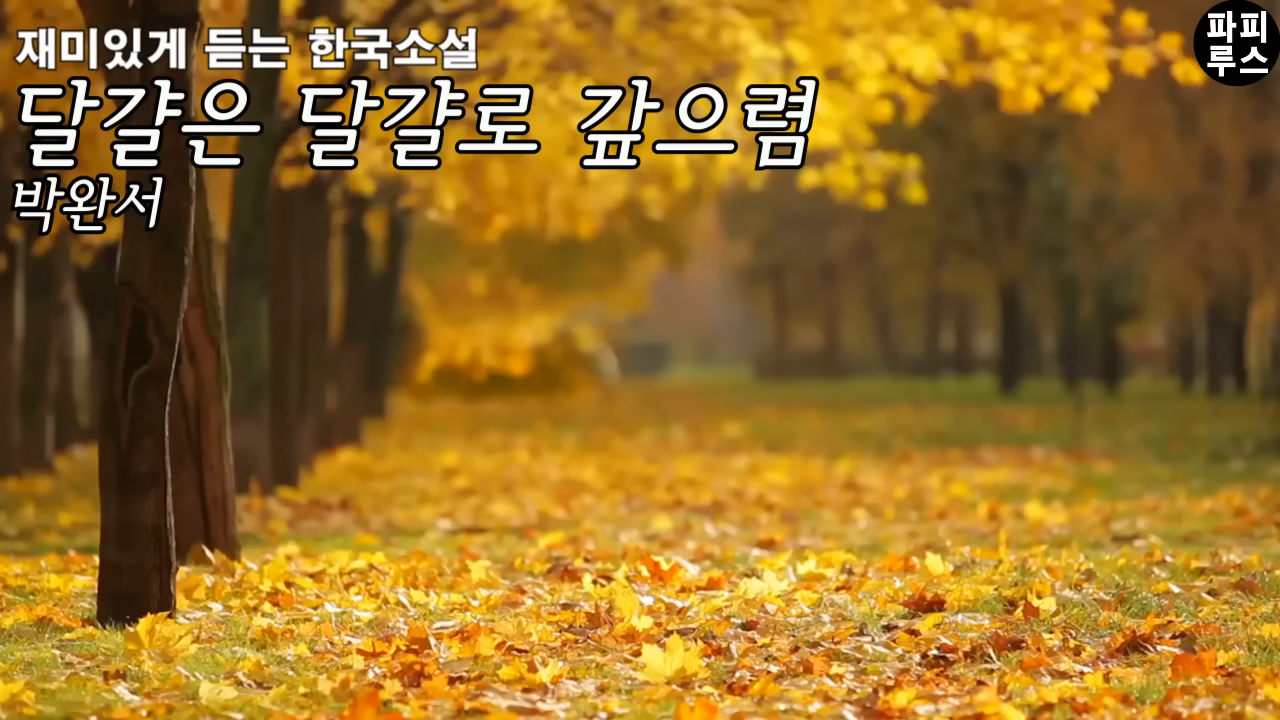 재미있게 듣는 한국소설
달걀은 달걀로 갚으렴
박완서
파피
루스